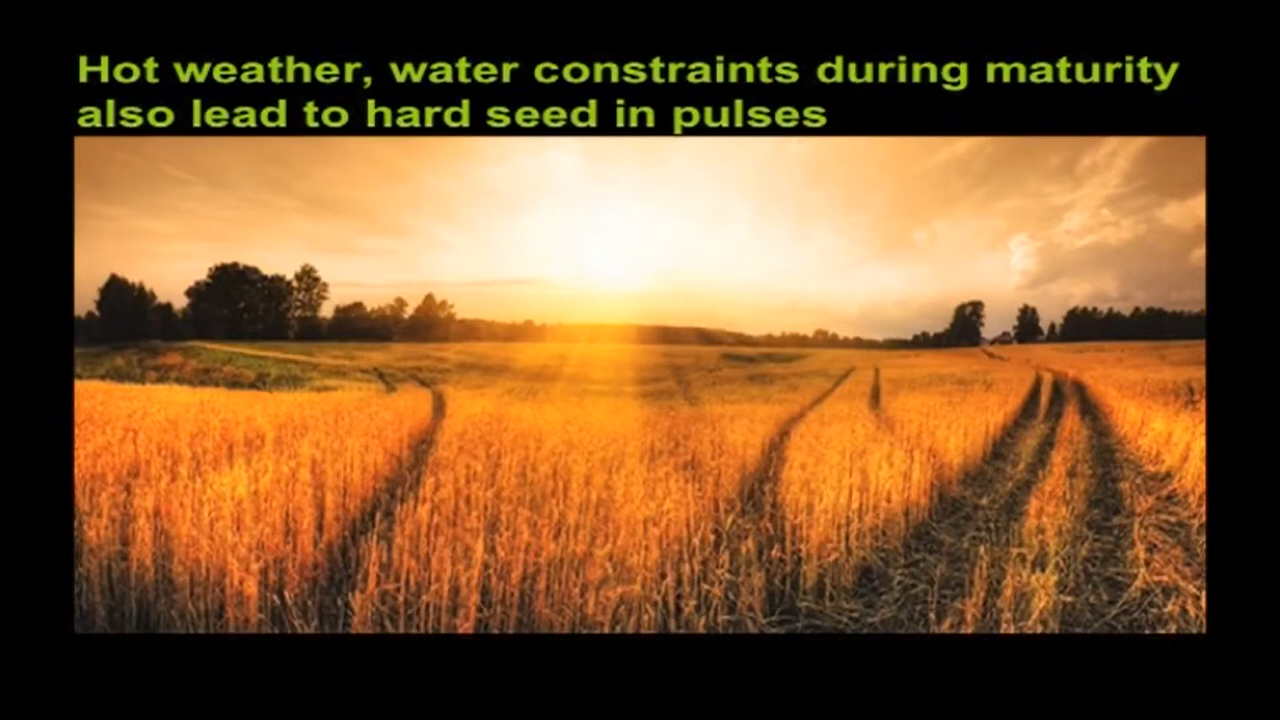 Hot weather, water constraints during maturity
also lead to hard seed in pulses